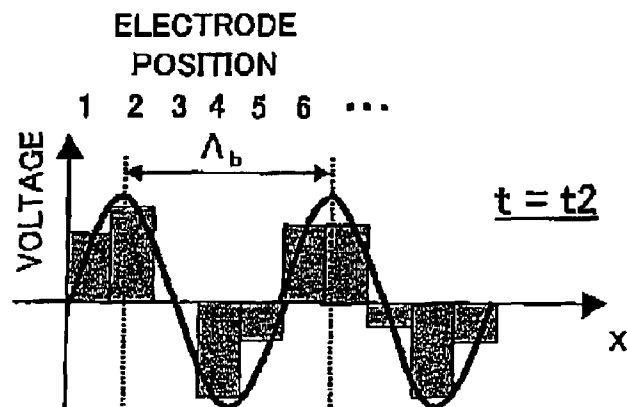 ELECTRODE
POSITION
1 2 3 4 5 6 ...
Λb
VOLTAGE
t = t2
x